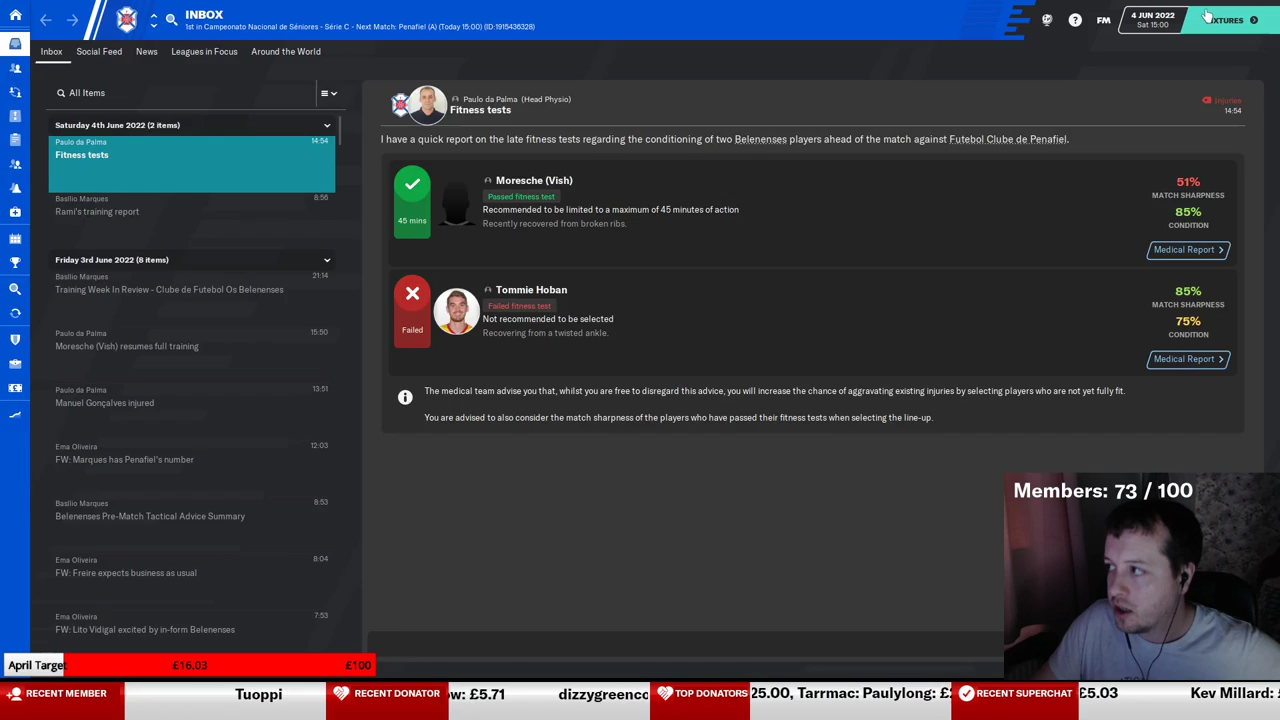 INBOX
1st in Campeonato Nacional de Séniores - Série C - Next Match: Penafiel (A) (Today 15:00) (ID:1915436328)
FM
4 JUN 2022
Sat 15:00
Inbox
Social Feed
News
Leagues in Focus
Around the World
All Items
Saturday 4th June 2022 (2 items)
Paulo da Palma 14:54
Fitness tests
Basílio Marques 8:56
Rami's training report
Friday 3rd June 2022 (8 items)
Basílio Marques 21:14
Training Week In Review - Clube de Futebol Os Belenenses
Paulo da Palma 15:50
Moresche (Vish) resumes full training
Paulo da Palma 13:51
Manuel Gonçalves injured
Ema Oliveira 12:03
FW: Marques has Penafiel's number
Basílio Marques 8:53
Belenenses Pre-Match Tactical Advice Summary
Ema Oliveira 8:04
FW: Freire expects business as usual
Ema Oliveira 7:53
FW: Lito Vidigal excited by in-form Belenenses
Paulo da Palma (Head Physio)
Fitness tests
Injuries
14:54
I have a quick report on the late fitness tests regarding the conditioning of two Belenenses players ahead of the match against Futebol Clube de Penafiel.
45 mins
Moresche (Vish)
Passed fitness test
Recommended to be limited to a maximum of 45 minutes of action
Recently recovered from broken ribs.
51%
MATCH SHARPNESS
85%
CONDITION
Medical Report
Failed
Tommie Hoban
Failed fitness test
Not recommended to be selected
Recovering from a twisted ankle.
85%
MATCH SHARPNESS
75%
CONDITION
Medical Report
The medical team advise you that, whilst you are free to disregard this advice, you will increase the chance of aggravating existing injuries by selecting players who are not yet fully fit.
You are advised to also consider the match sharpness of the players who have passed their fitness tests when selecting the line-up.
Members: 73 / 100
April Target £16.03 £100
RECENT MEMBER
Tuoppi
RECENT DONATOR
ow: £5.71 dizzygreenco
TOP DONATORS
25.00, Tarrmac: Paulylong: £
RECENT SUPERCHAT
£5.03 Kev Millard: